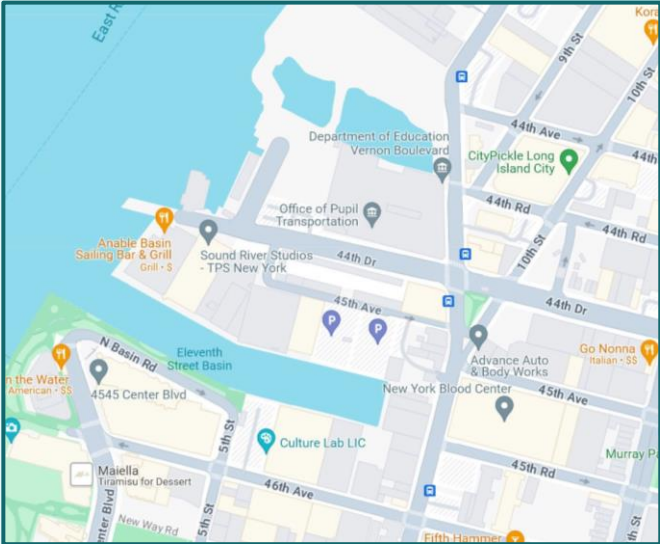 East R
Kora
9th St
10th St
44th Ave
44th
Department of Education
Vernon Boulevard
CityPickle Long
Island City
Office of Pupil
Transportation
44th Rd
44th Rd
10th St
Anable Basin
Sailing Bar & Grill
Grill • $
Sound River Studios
- TPS New York
44th Dr
44th Dr
45th Ave
P
P
N Basin Rd
Eleventh
Street Basin
Advance Auto
& Body Works
Go Nonna
Italian • $$
n the Water
American • $$
4545 Center Blvd
New York Blood Center
45th Ave
5th St
Culture Lab LIC
Murray Pa
45th Rd
Maiella
Tiramisu for Dessert
46th Ave
enter Blvd
New Way Rd
5th St
Fifth Hammer